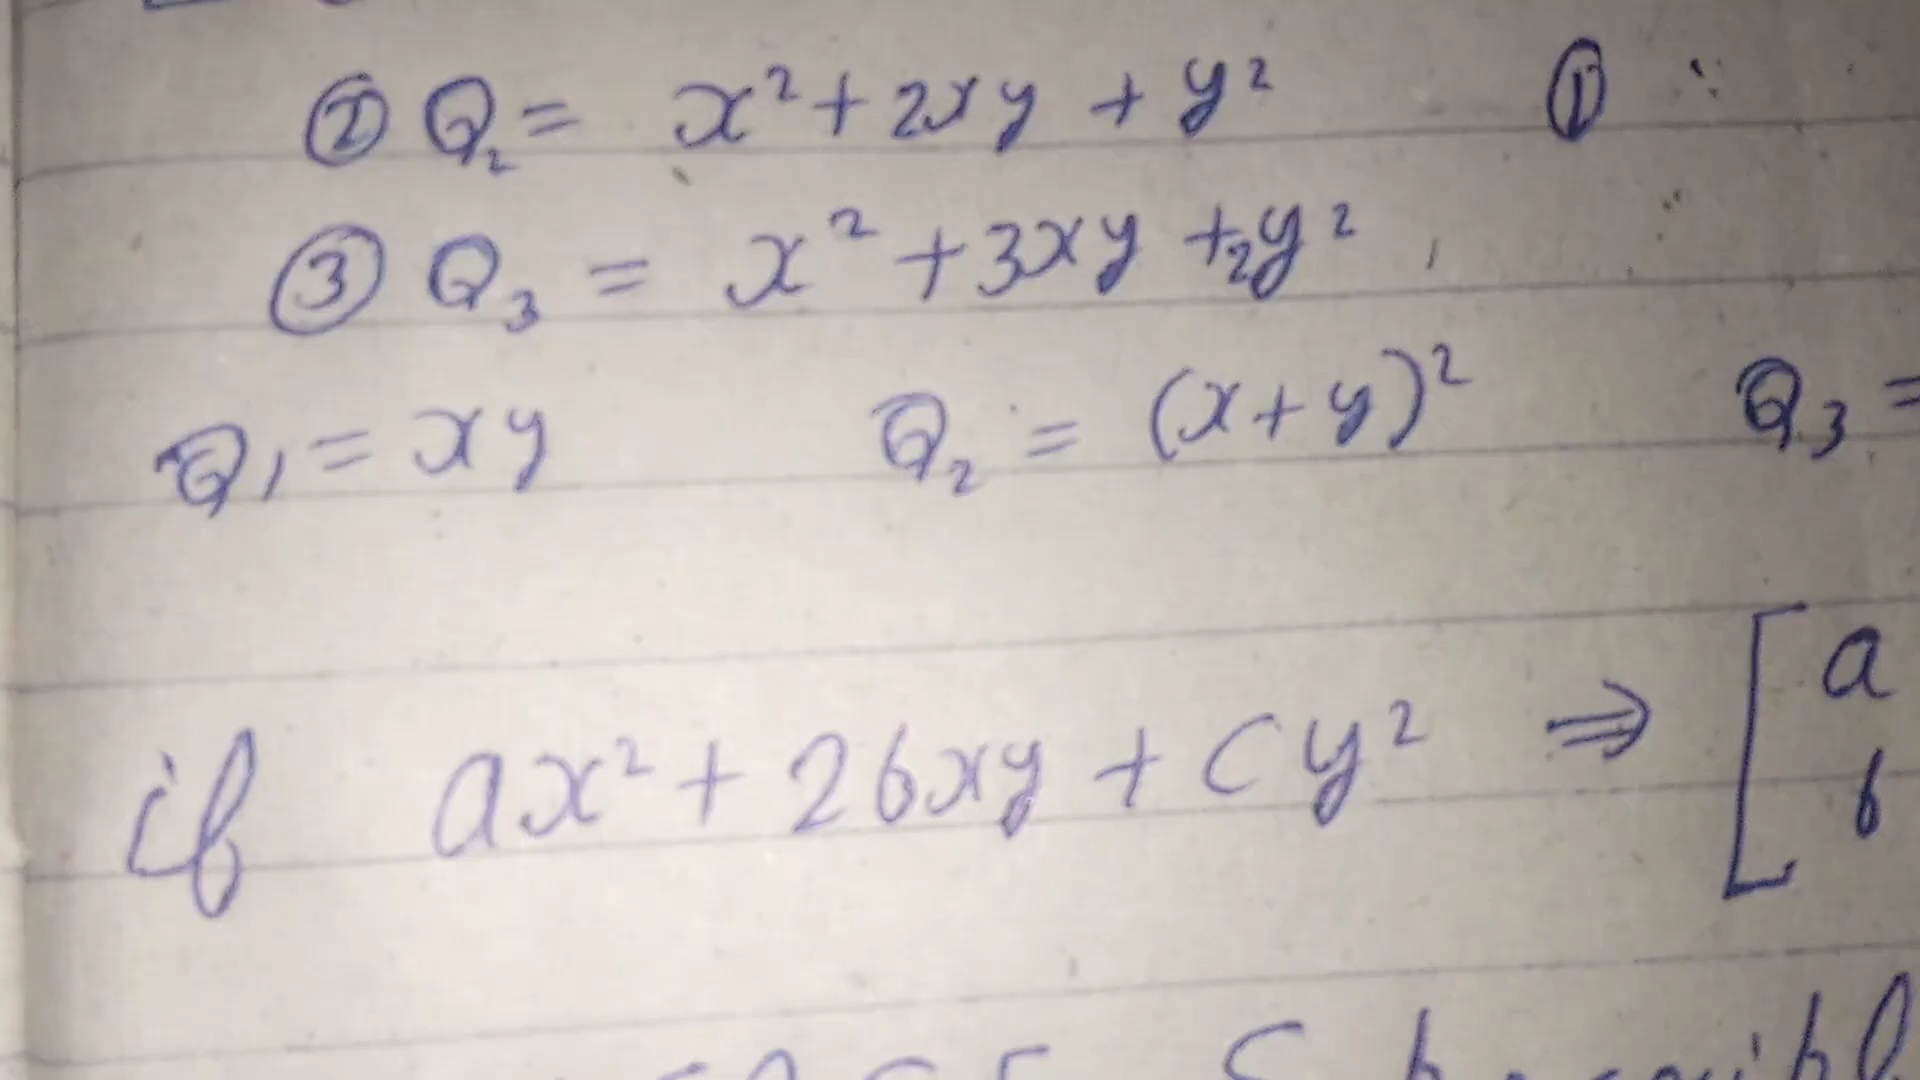 ② Q₂ = x² + 2xy + y² ①
③ Q₃ = x² + 3xy + 2y²
Q₁ = xy Q₂ = (x+y)² Q₃ =
if ax² + 2bxy + cy² ⇒ [a
b